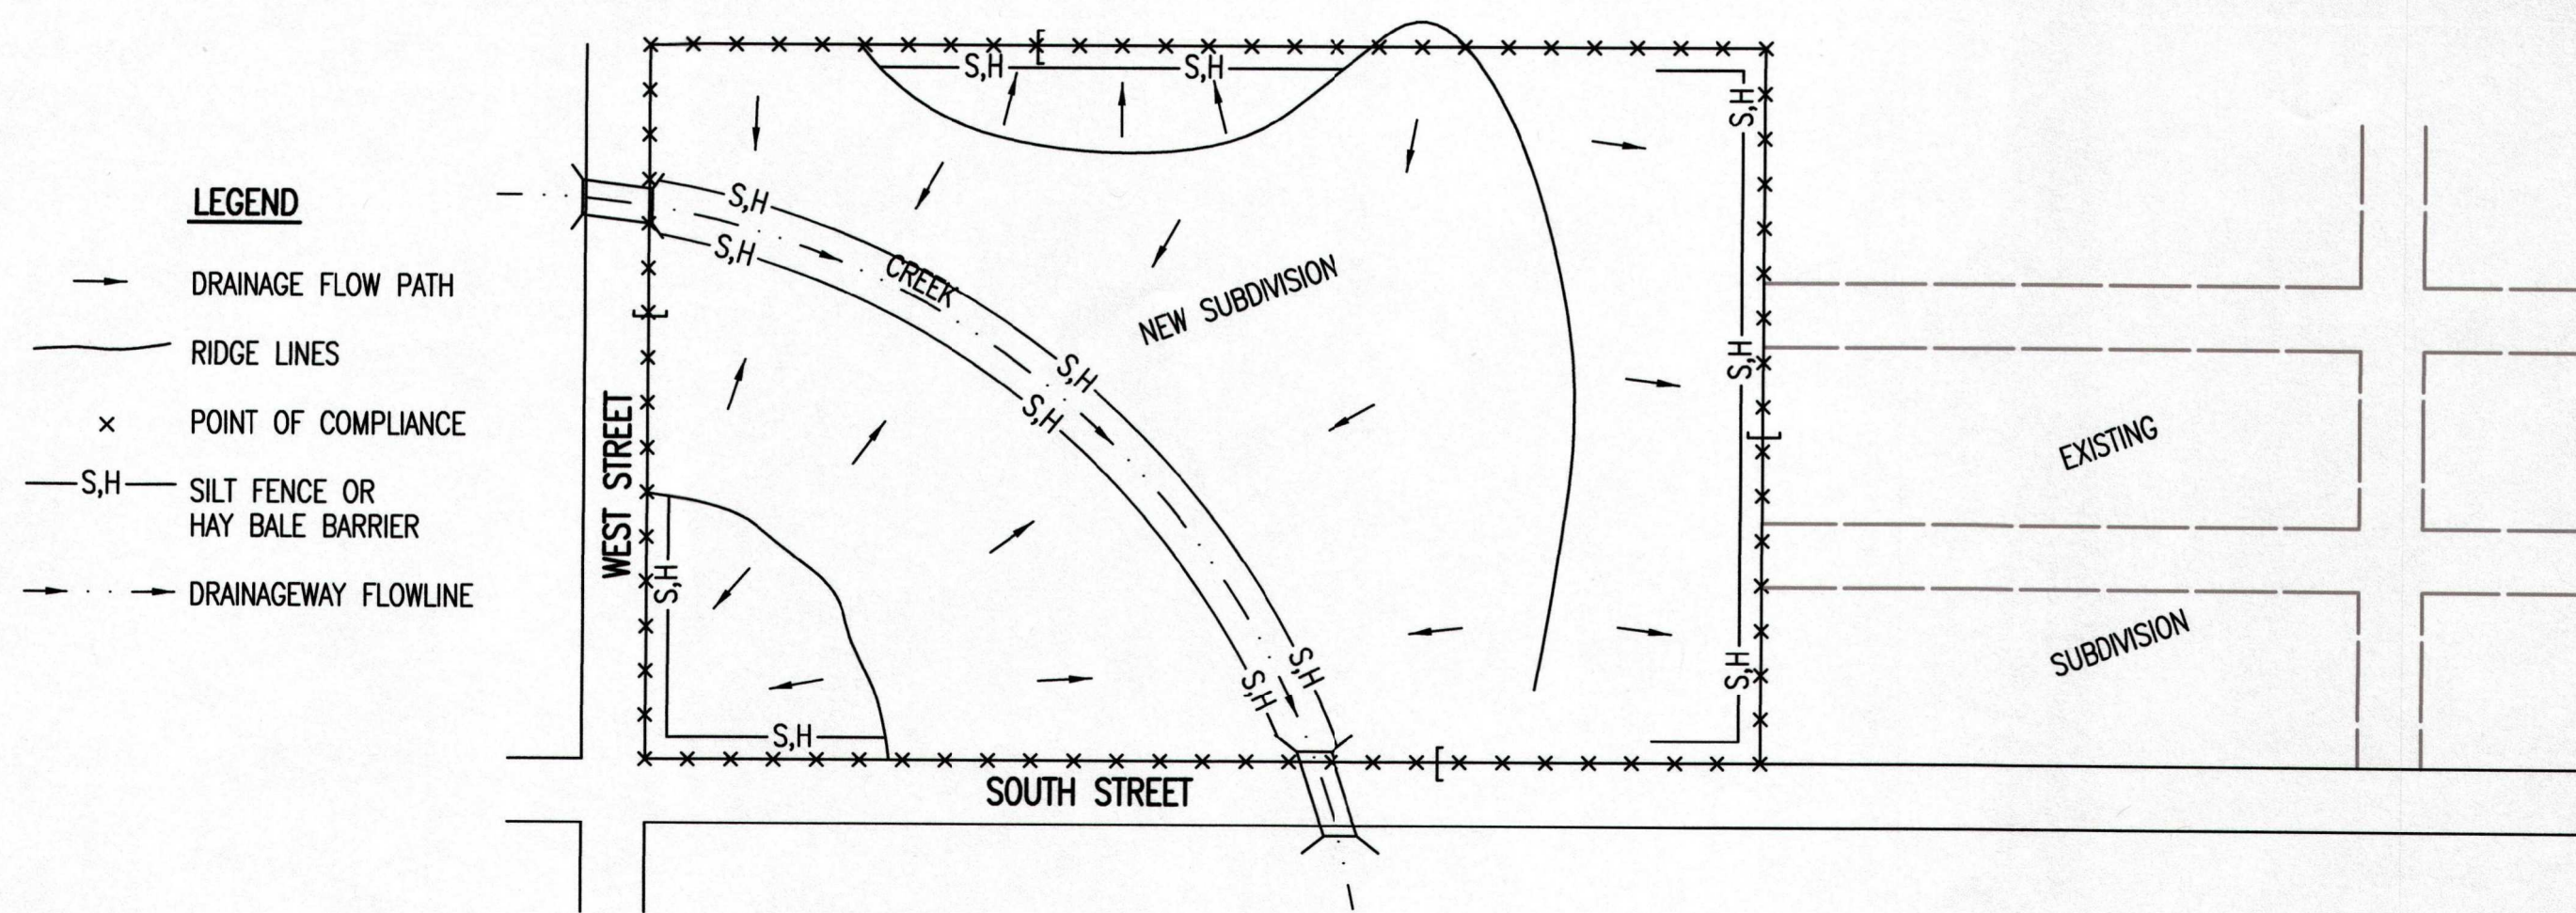 LEGEND
DRAINAGE FLOW PATH
RIDGE LINES
POINT OF COMPLIANCE
S,H
SILT FENCE OR
HAY BALE BARRIER
DRAINAGEWAY FLOWLINE
S,H
S,H
S,H
S,H
S,H
CREEK
NEW SUBDIVISION
S,H
S,H
S,H
WEST STREET
EXISTING
S,H
SUBDIVISION
S,H
S,H
S,H
S,H
SOUTH STREET